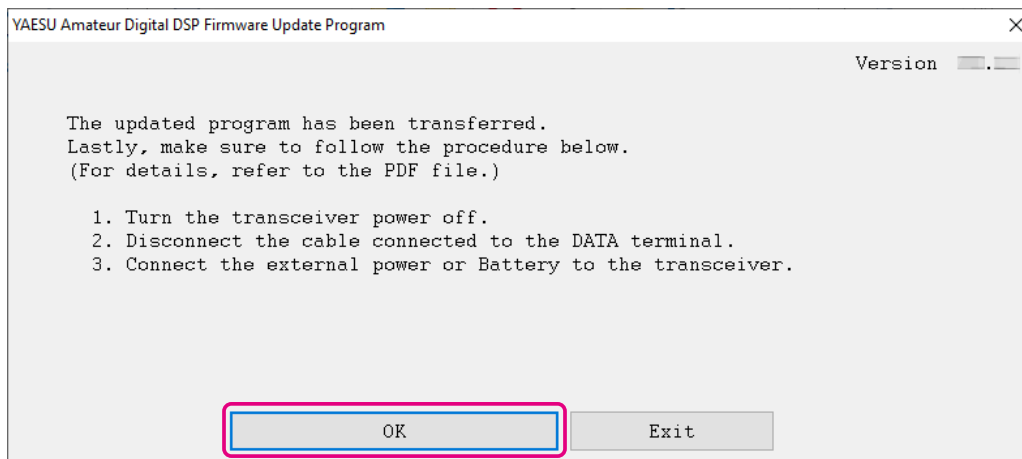 YAESU Amateur Digital DSP Firmware Update Program
Version
The updated program has been transferred.
Lastly, make sure to follow the procedure below.
(For details, refer to the PDF file.)
1. Turn the transceiver power off.
2. Disconnect the cable connected to the DATA terminal.
3. Connect the external power or Battery to the transceiver.
OK
Exit